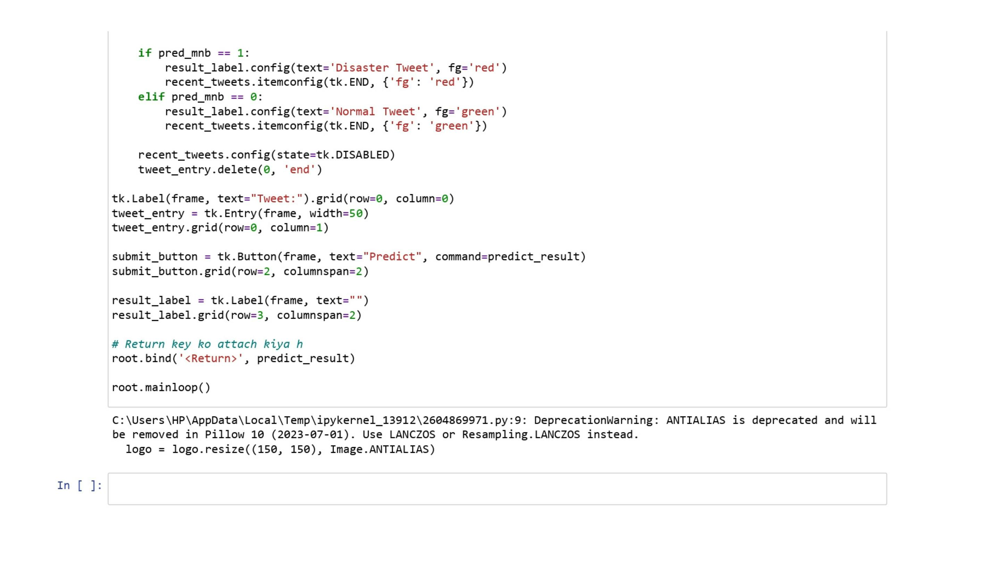 if pred_mnb == 1:
        result_label.config(text='Disaster Tweet', fg='red')
        recent_tweets.itemconfig(tk.END, {'fg': 'red'})
    elif pred_mnb == 0:
        result_label.config(text='Normal Tweet', fg='green')
        recent_tweets.itemconfig(tk.END, {'fg': 'green'})

    recent_tweets.config(state=tk.DISABLED)
    tweet_entry.delete(0, 'end')

tk.Label(frame, text="Tweet:").grid(row=0, column=0)
tweet_entry = tk.Entry(frame, width=50)
tweet_entry.grid(row=0, column=1)

submit_button = tk.Button(frame, text="Predict", command=predict_result)
submit_button.grid(row=2, columnspan=2)

result_label = tk.Label(frame, text="")
result_label.grid(row=3, columnspan=2)

# Return key ko attach kiya h
root.bind('<Return>', predict_result)

root.mainloop()

C:\Users\HP\AppData\Local\Temp\ipykernel_13912\2604869971.py:9: DeprecationWarning: ANTIALIAS is deprecated and will
be removed in Pillow 10 (2023-07-01). Use LANCZOS or Resampling.LANCZOS instead.
  logo = logo.resize((150, 150), Image.ANTIALIAS)

In [ ]: